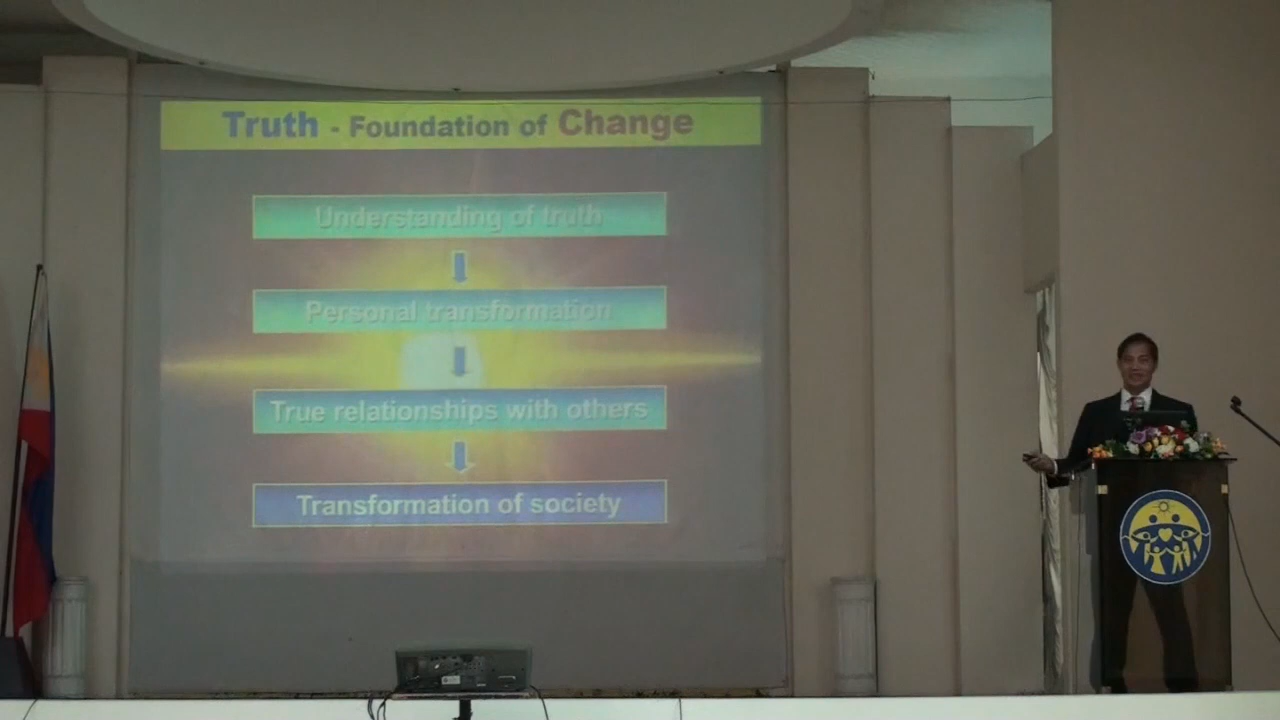 Truth - Foundation of Change
Understanding of truth
Personal transformation
True relationships with others
Transformation of society